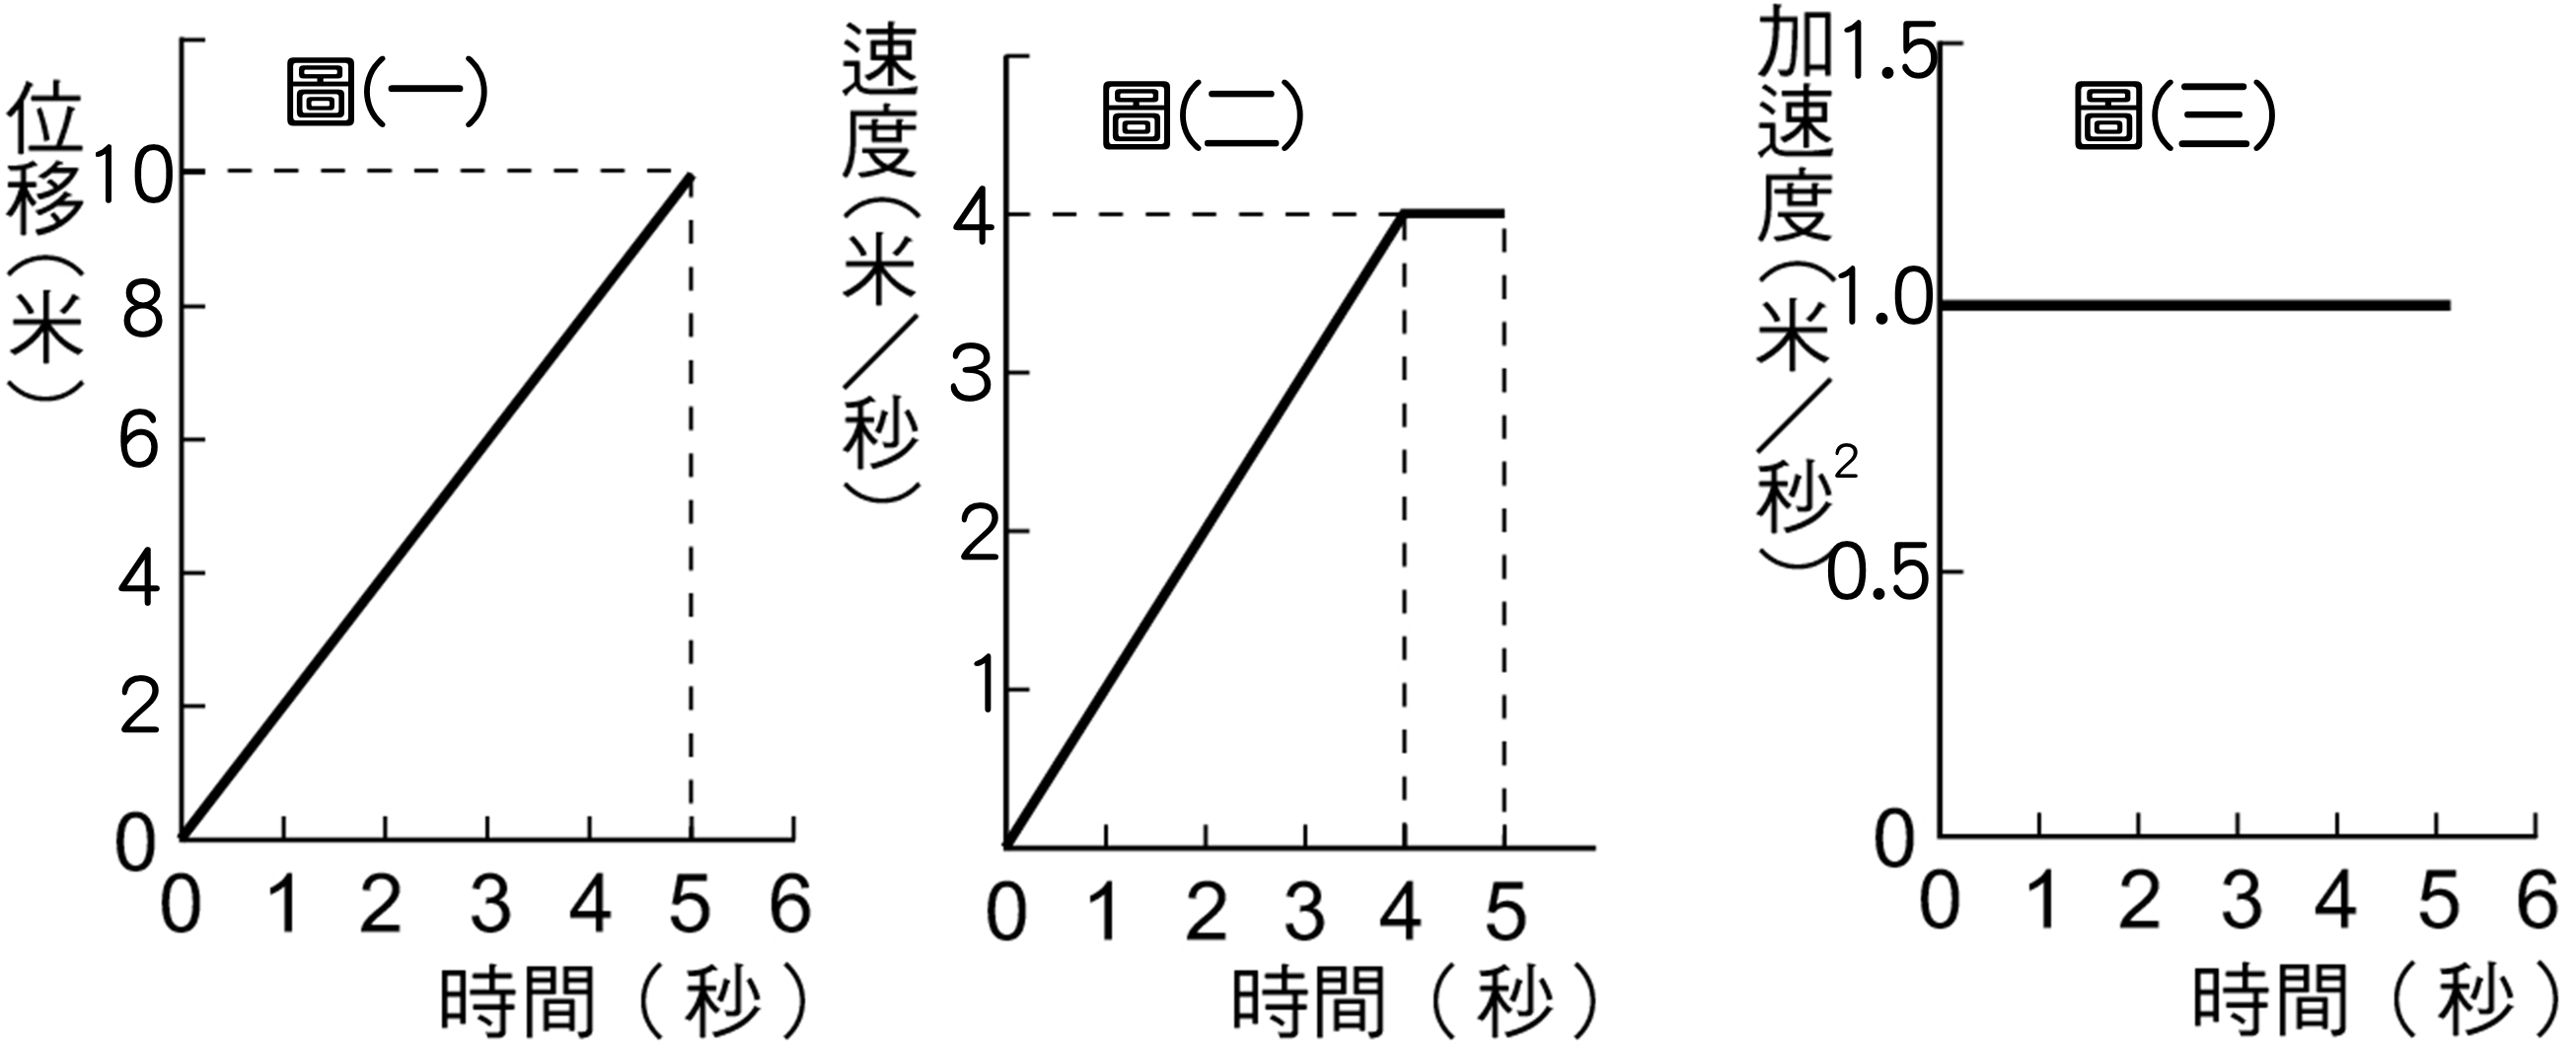 圖(一)
位移(米)
10
8
6
4
2
0
0 1 2 3 4 5 6
時間(秒)
圖(二)
速度(米/秒)
4
3
2
1
0 1 2 3 4 5
時間(秒)
圖(三)
加速度(米/秒²)
1.5
1.0
0.5
0
0 1 2 3 4 5 6
時間(秒)